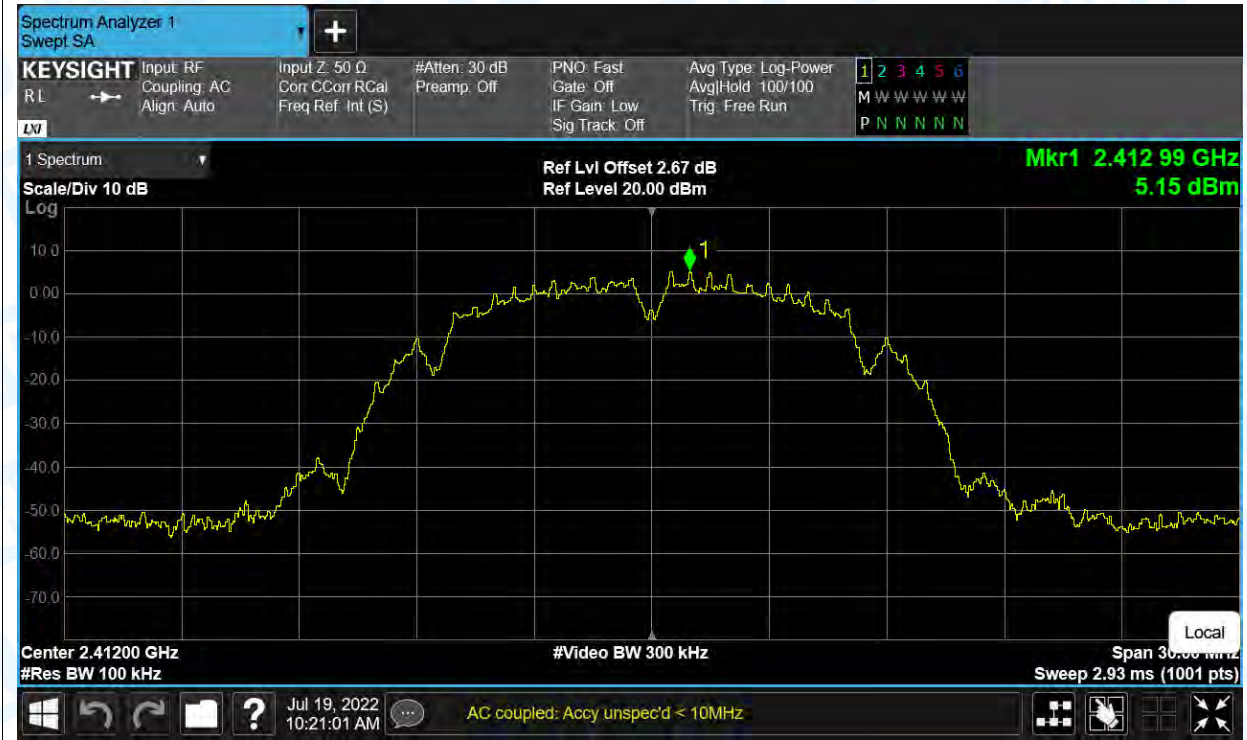 Spectrum Analyzer 1
Swept SA
+
KEYSIGHT
R L
LXI
Input: RF
Coupling: AC
Align: Auto
Input Z: 50 Ω
Corr CCorr RCal
Freq Ref: Int (S)
#Atten: 30 dB
Preamp: Off
PNO: Fast
Gate: Off
IF Gain: Low
Sig Track: Off
Avg Type: Log-Power
Avg|Hold: 100/100
Trig: Free Run
1 2 3 4 5 6
M W W W W W W
P N N N N N N
1 Spectrum
Scale/Div 10 dB
Log
Ref Lvl Offset 2.67 dB
Ref Level 20.00 dBm
Mkr1 2.412 99 GHz
5.15 dBm
1
10.0
0.00
-10.0
-20.0
-30.0
-40.0
-50.0
-60.0
-70.0
Local
Center 2.41200 GHz
#Res BW 100 kHz
#Video BW 300 kHz
Span 30.00 MHz
Sweep 2.93 ms (1001 pts)
?
Jul 19, 2022
10:21:01 AM
AC coupled: Accy unspec'd < 10MHz